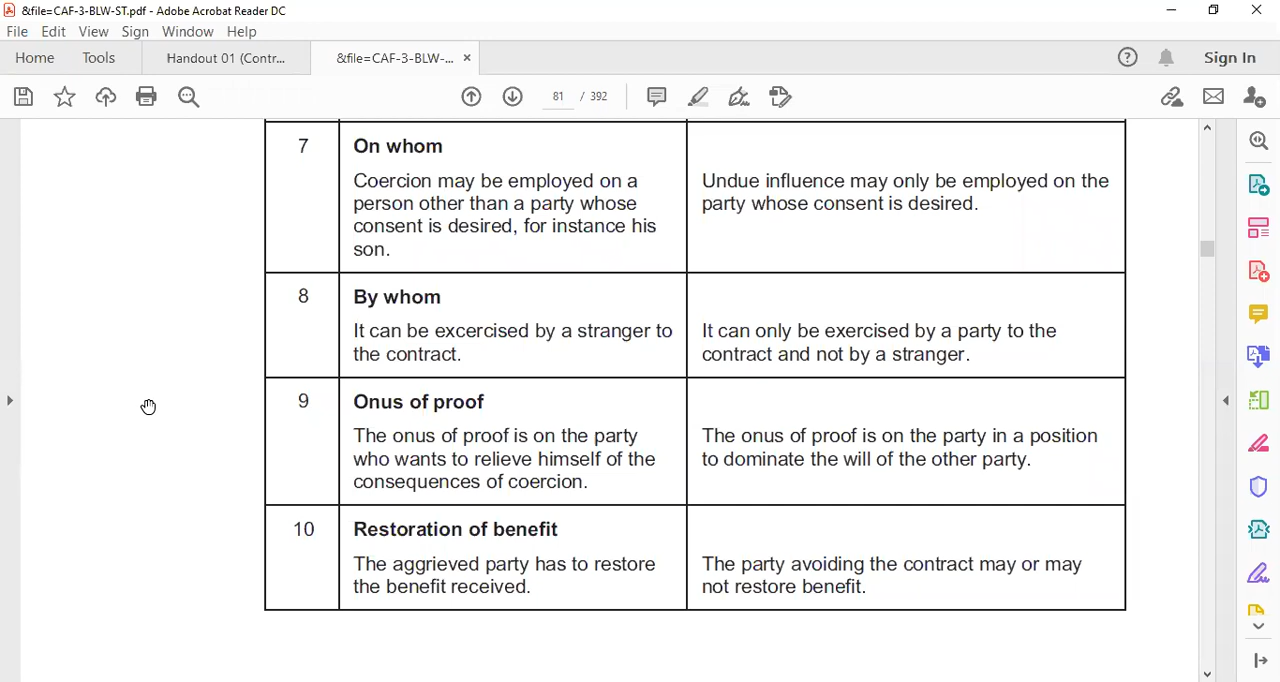 &file=CAF-3-BLW-ST.pdf - Adobe Acrobat Reader DC
File Edit View Sign Window Help
Home Tools Handout 01 (Contr... &file=CAF-3-BLW-... ×
Sign In
81 / 392
7 On whom
Coercion may be employed on a
person other than a party whose
consent is desired, for instance his
son.
Undue influence may only be employed on the
party whose consent is desired.
8 By whom
It can be excercised by a stranger to
the contract.
It can only be exercised by a party to the
contract and not by a stranger.
9 Onus of proof
The onus of proof is on the party
who wants to relieve himself of the
consequences of coercion.
The onus of proof is on the party in a position
to dominate the will of the other party.
10 Restoration of benefit
The aggrieved party has to restore
the benefit received.
The party avoiding the contract may or may
not restore benefit.